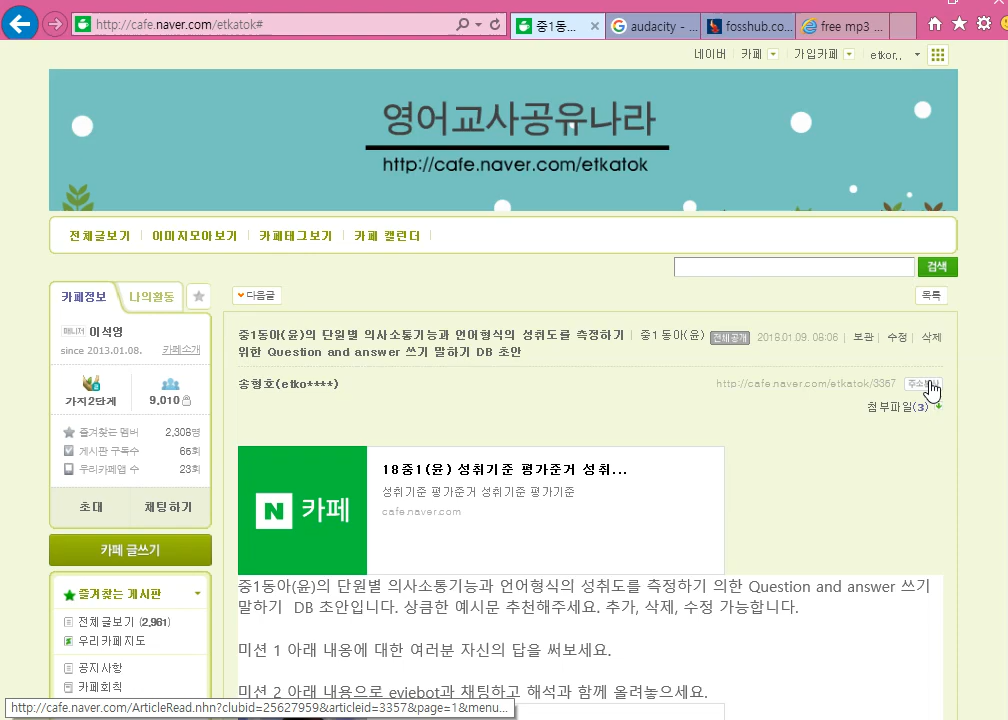 http://cafe.naver.com/etkatok#
중1동...
audacity - ...
fosshub.co...
free mp3 ...
네이버 카페 가입카페 etkor,,
영어교사공유나라
http://cafe.naver.com/etkatok
전체글보기 이미지모아보기 카페태그보기 카페 캘린더
검색
카페정보 나의활동
다음글 목록
매니저 이석영
since 2013.01.08. 카페소개
가지2단계 9,010
즐겨찾는 멤버 2,308명
게시판 구독수 65회
우리카페앱 수 23회
초대 채팅하기
카페 글쓰기
즐겨찾는 게시판
전체글보기 (2,961)
우리카페지도
공지사항
카페회칙
중1동아(윤)의 단원별 의사소통기능과 언어형식의 성취도를 측정하기 중1동아(윤) 전체공개 2018.01.09. 08:06 보관 수정 삭제
위한 Question and answer 쓰기 말하기 DB 초안
송형호(etko****) http://cafe.naver.com/etkatok/3367
첨부파일(3)
N 카페
18중1(윤) 성취기준 평가준거 성취...
성취기준 평가준거 성취기준 평가기준
cafe.naver.com
중1동아(윤)의 단원별 의사소통기능과 언어형식의 성취도를 측정하기 의한 Question and answer 쓰기
말하기 DB 초안입니다. 상큼한 예시문 추천해주세요. 추가, 삭제, 수정 가능합니다.
미션 1 아래 내옹에 대한 여러분 자신의 답을 써보세요.
미션 2 아래 내용으로 eviebot과 채팅하고 해석과 함께 올려놓으세요.
http://cafe.naver.com/ArticleRead.nhn?clubid=25627959&articleid=3357&page=1&menu...